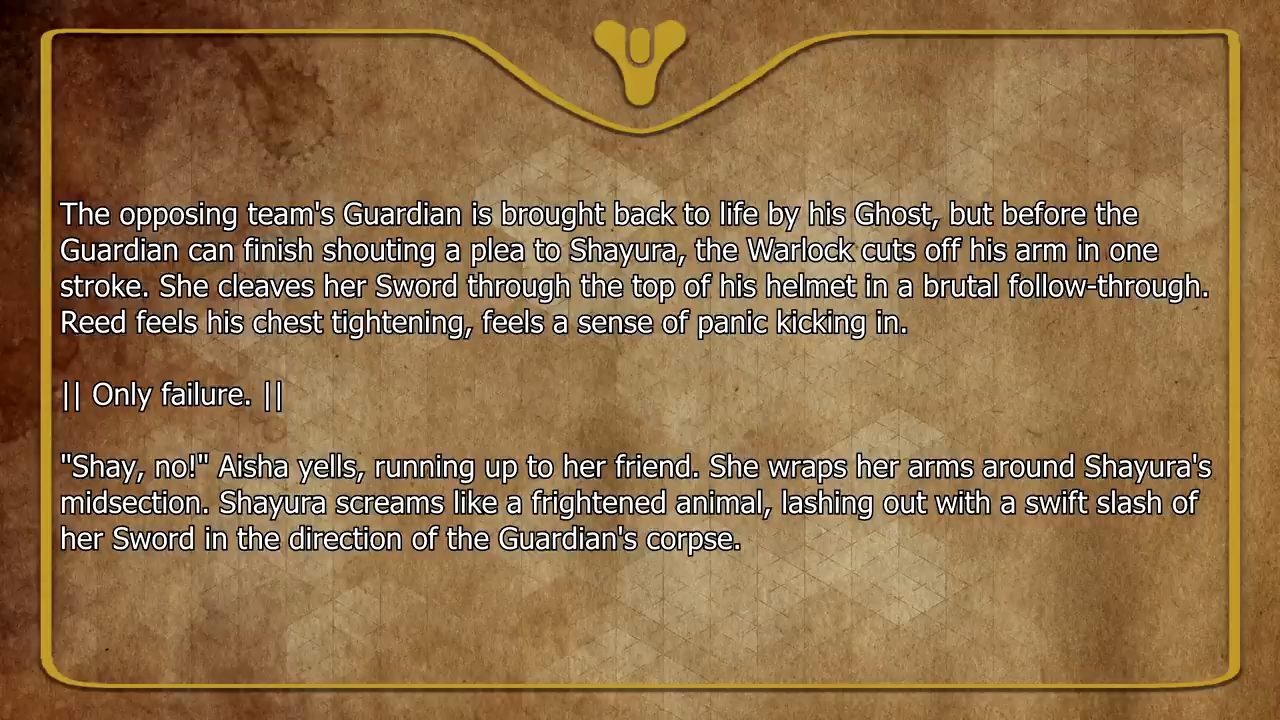 The opposing team's Guardian is brought back to life by his Ghost, but before the
Guardian can finish shouting a plea to Shayura, the Warlock cuts off his arm in one
stroke. She cleaves her Sword through the top of his helmet in a brutal follow-through.
Reed feels his chest tightening, feels a sense of panic kicking in.
|| Only failure. ||
"Shay, no!" Aisha yells, running up to her friend. She wraps her arms around Shayura's
midsection. Shayura screams like a frightened animal, lashing out with a swift slash of
her Sword in the direction of the Guardian's corpse.